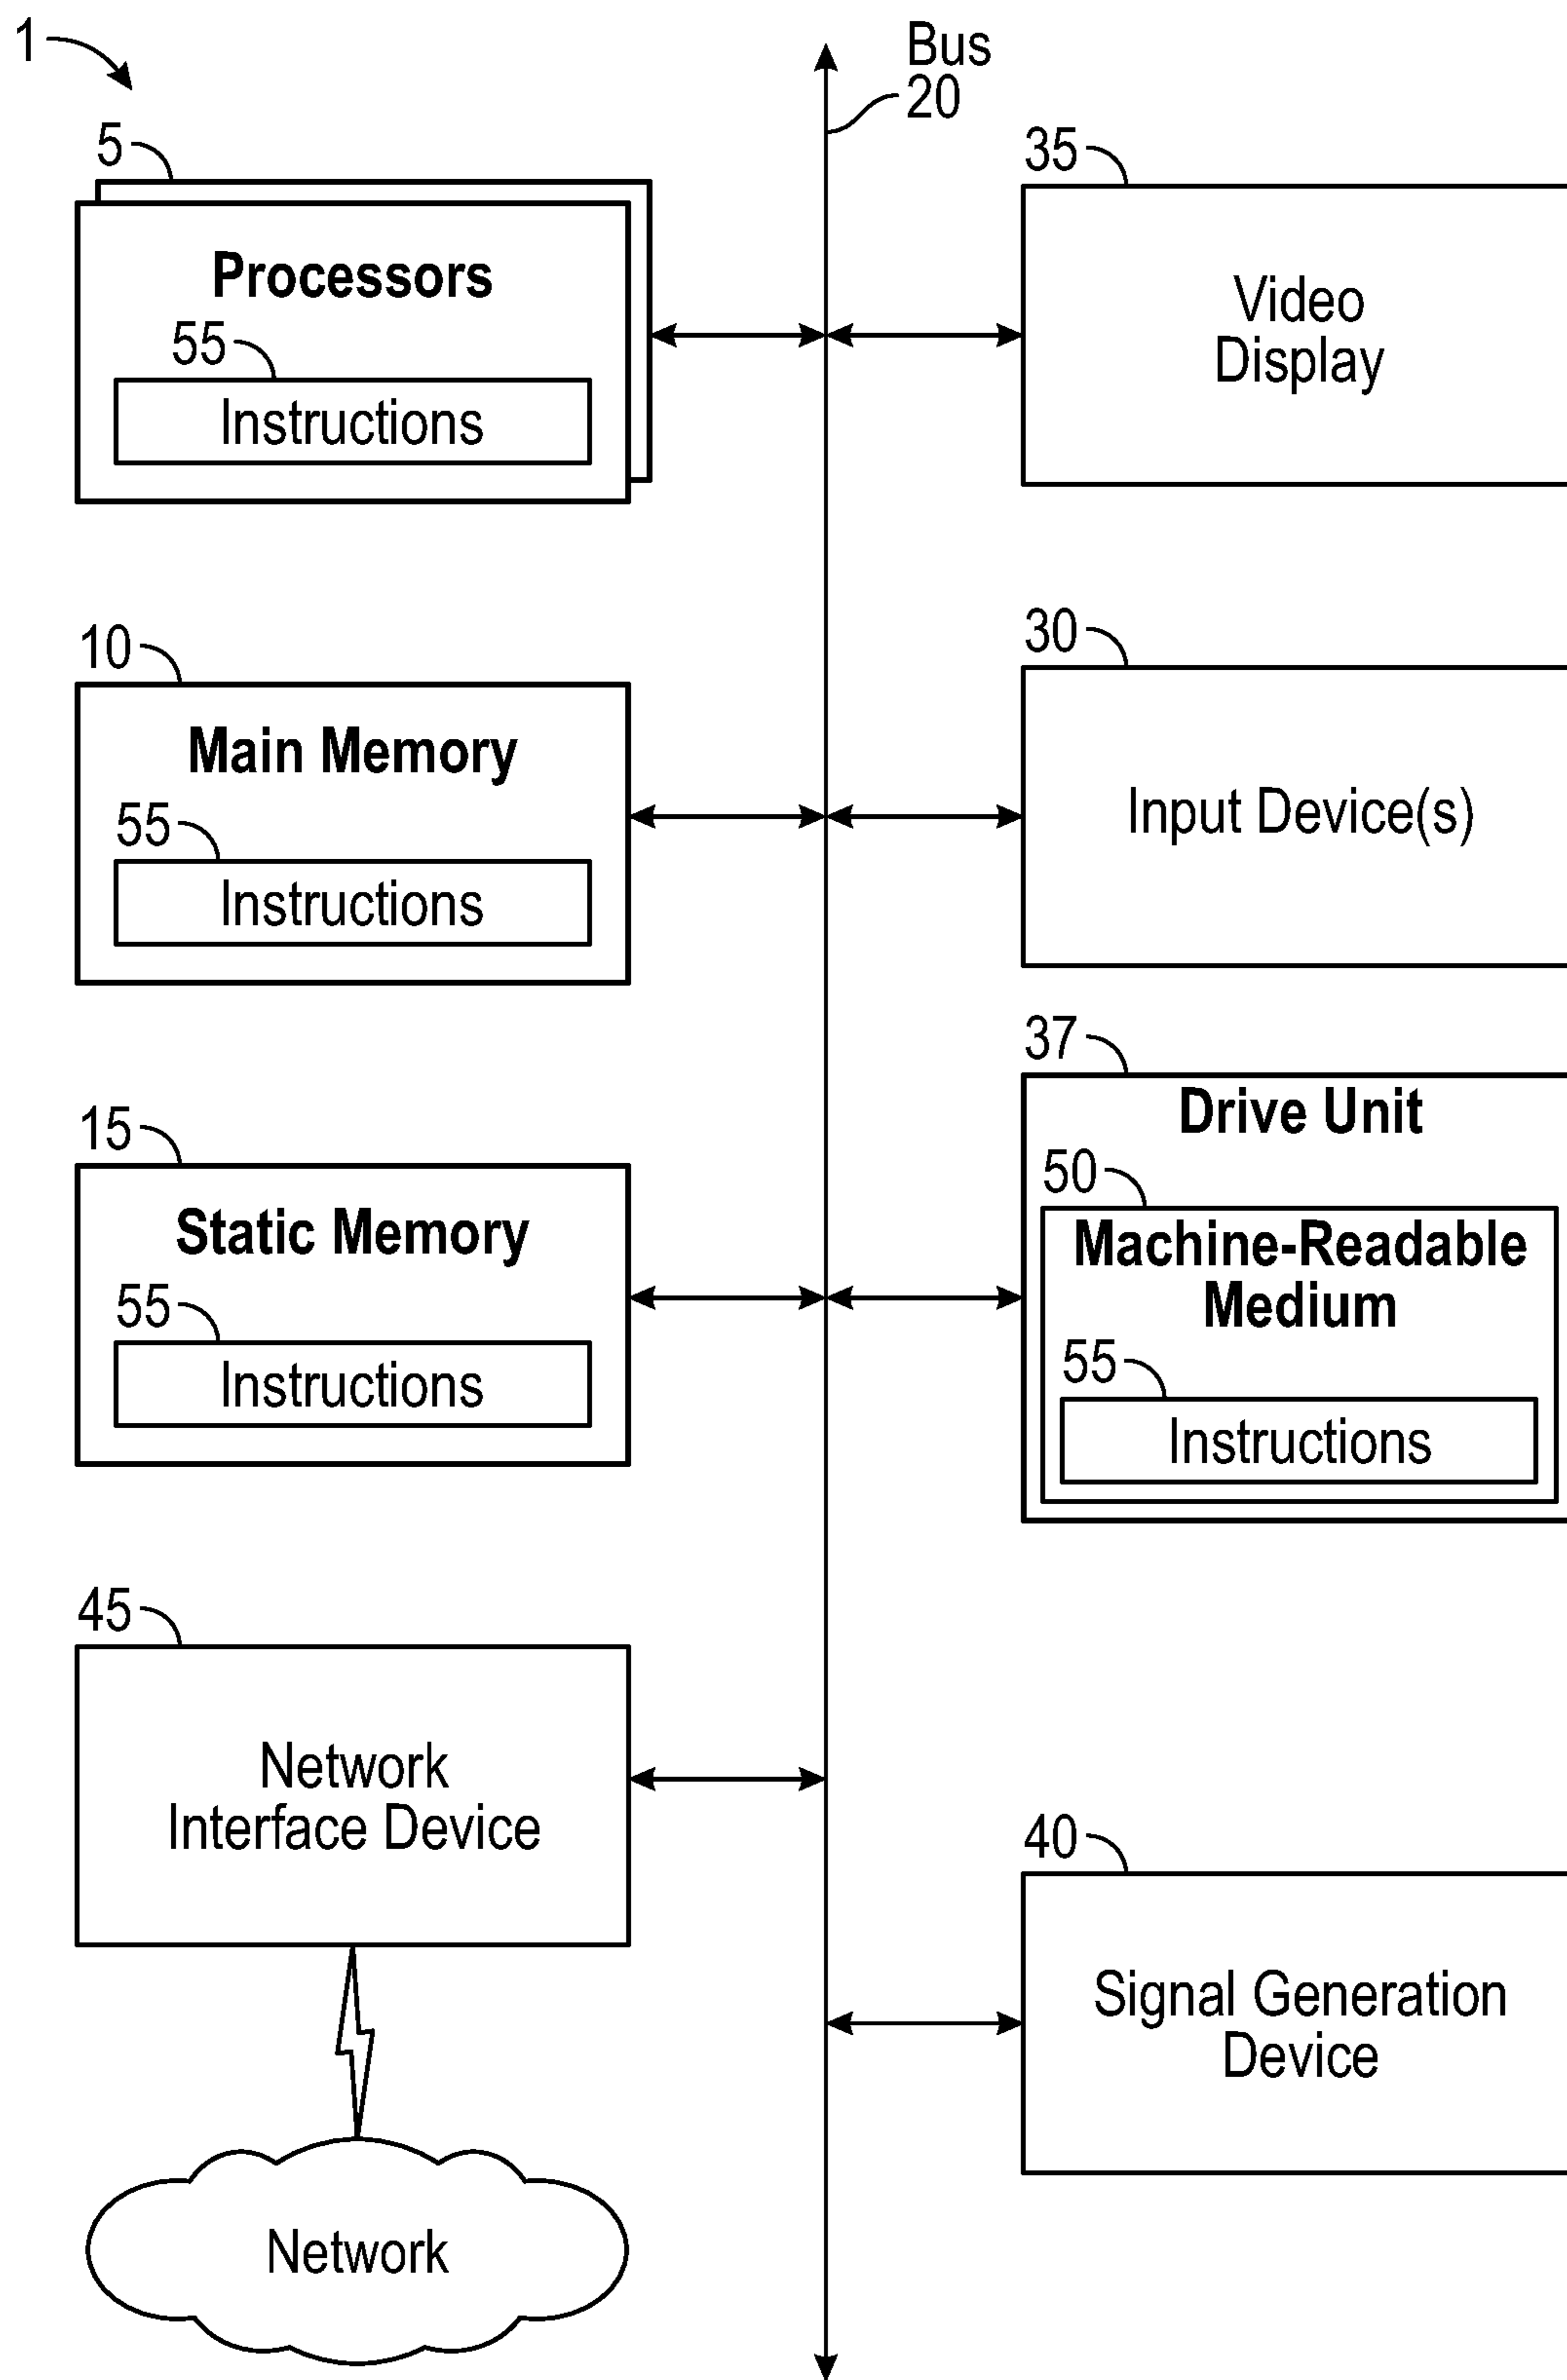 1
Bus
20
5
Processors
55
Instructions
35
Video
Display
10
Main Memory
55
Instructions
30
Input Device(s)
15
Static Memory
55
Instructions
37
Drive Unit
50
Machine-Readable
Medium
55
Instructions
45
Network
Interface Device
40
Signal Generation
Device
Network